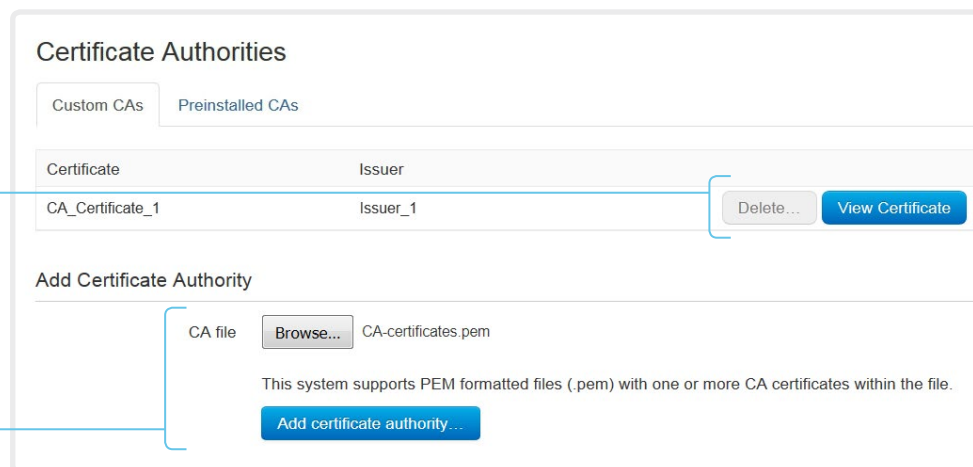 Certificate Authorities
Custom CAs Preinstalled CAs
Certificate Issuer
CA_Certificate_1 Issuer_1 Delete... View Certificate
Add Certificate Authority
CA file Browse... CA-certificates.pem
This system supports PEM formatted files (.pem) with one or more CA certificates within the file.
Add certificate authority...